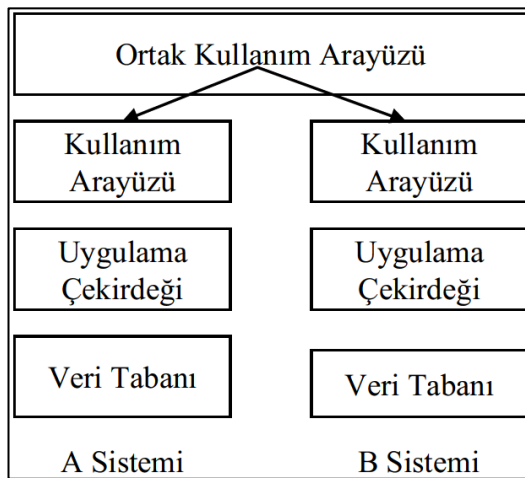 Ortak Kullanım Arayüzü
Kullanım
Arayüzü
Kullanım
Arayüzü
Uygulama
Çekirdeği
Uygulama
Çekirdeği
Veri Tabanı
Veri Tabanı
A Sistemi
B Sistemi